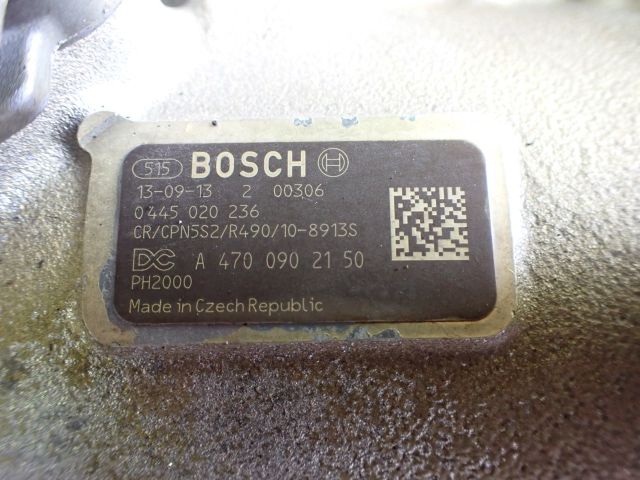 515 BOSCH
13-09-13 2 00306
0 445 020 236
CR/CPN5S2/R490/10-8913S
DC A 470 090 21 50
PH2000
Made in Czech Republic